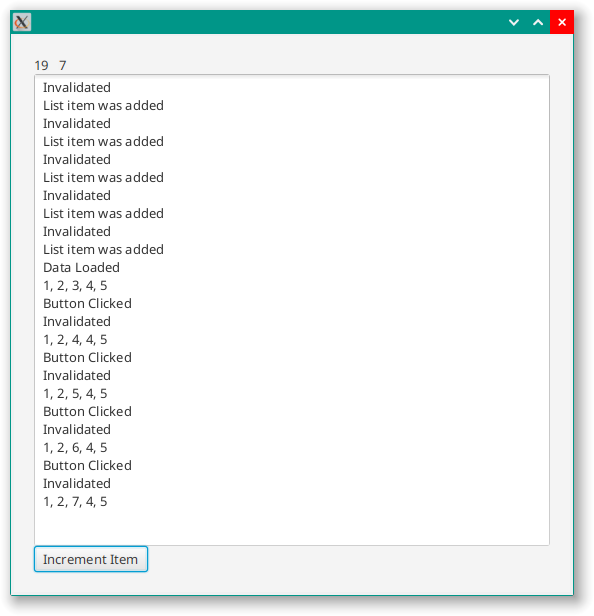 19 7
Invalidated
List item was added
Invalidated
List item was added
Invalidated
List item was added
Invalidated
List item was added
Invalidated
List item was added
Data Loaded
1, 2, 3, 4, 5
Button Clicked
Invalidated
1, 2, 4, 4, 5
Button Clicked
Invalidated
1, 2, 5, 4, 5
Button Clicked
Invalidated
1, 2, 6, 4, 5
Button Clicked
Invalidated
1, 2, 7, 4, 5
Increment Item